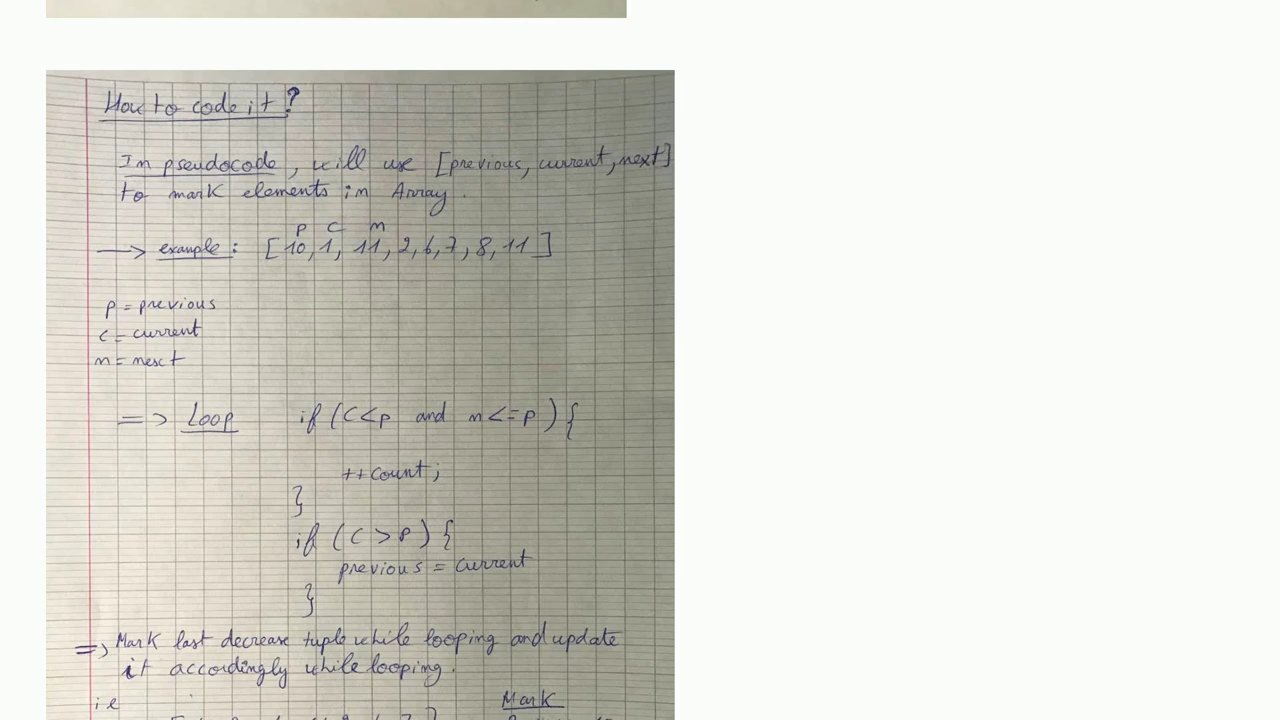 How to code it?
In pseudocode, will use [previous, current, next]
to mark elements in Array.
P C n
—> example: [10, 1, 11, 2, 6, 7, 8, 11]
p = previous
c = current
n = next
=> Loop if (C<p and n<=p) {
++count;
}
if (C > P) {
previous = current
}
=> Mark last decrease tuple while looping and update
it accordingly while looping.
i e
Mark